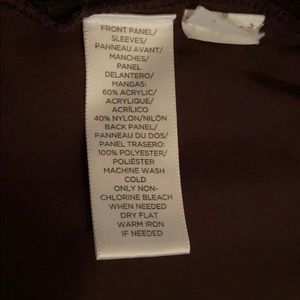 FRONT PANEL/
SLEEVES/
PANNEAU AVANT/
MANCHES/
PANEL
DELANTERO/
MANGAS:
60% ACRYLIC/
ACRYLIQUE/
ACRÍLICO
40% NYLON/NILÓN
BACK PANEL/
PANNEAU DU DOS/
PANEL TRASERO:
100% POLYESTER/
POLIÉSTER
MACHINE WASH
COLD
ONLY NON-
CHLORINE BLEACH
WHEN NEEDED
DRY FLAT
WARM IRON
IF NEEDED